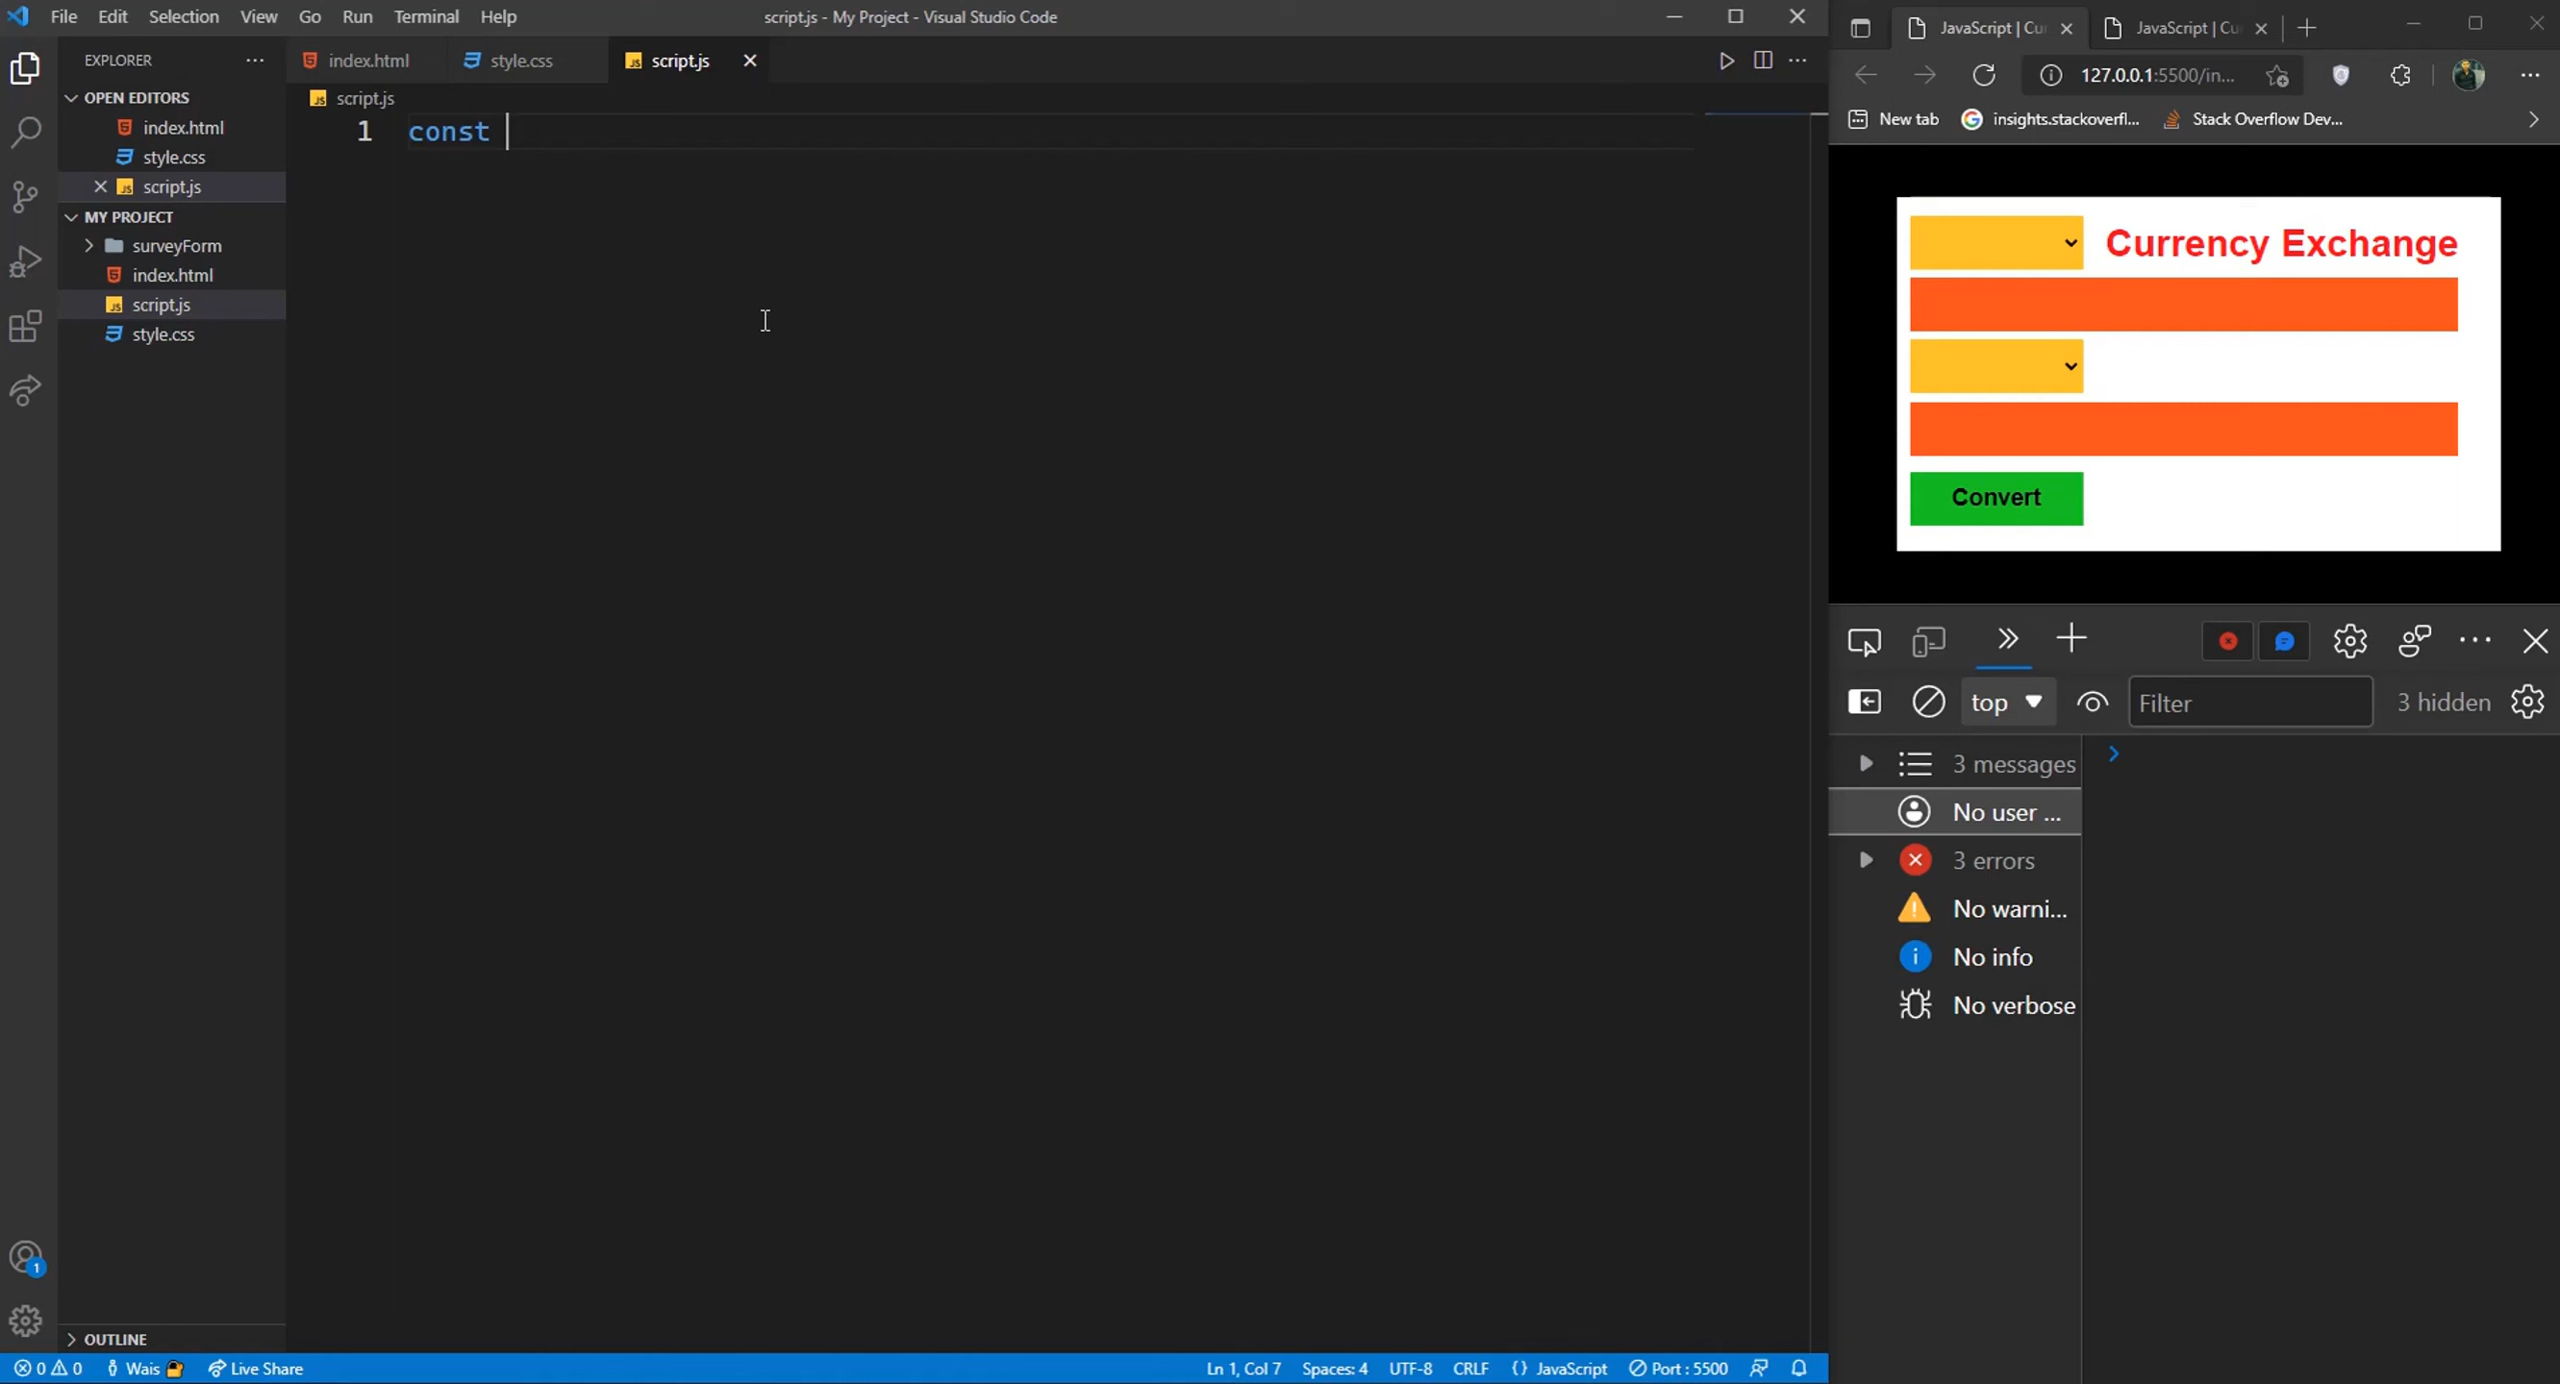 File Edit Selection View Go Run Terminal Help
script.js - My Project - Visual Studio Code
EXPLORER
OPEN EDITORS
index.html
style.css
script.js
MY PROJECT
surveyForm
index.html
script.js
style.css
OUTLINE
index.html style.css script.js
script.js
1 const
0 0 Wais Live Share
Ln 1, Col 7 Spaces: 4 UTF-8 CRLF {} JavaScript Port : 5500
1
JavaScript | Cu JavaScript | Cu
127.0.0.1:5500/in...
New tab insights.stackoverfl... Stack Overflow Dev...
Currency Exchange
Convert
top Filter 3 hidden
3 messages
No user ...
3 errors
No warni...
No info
No verbose